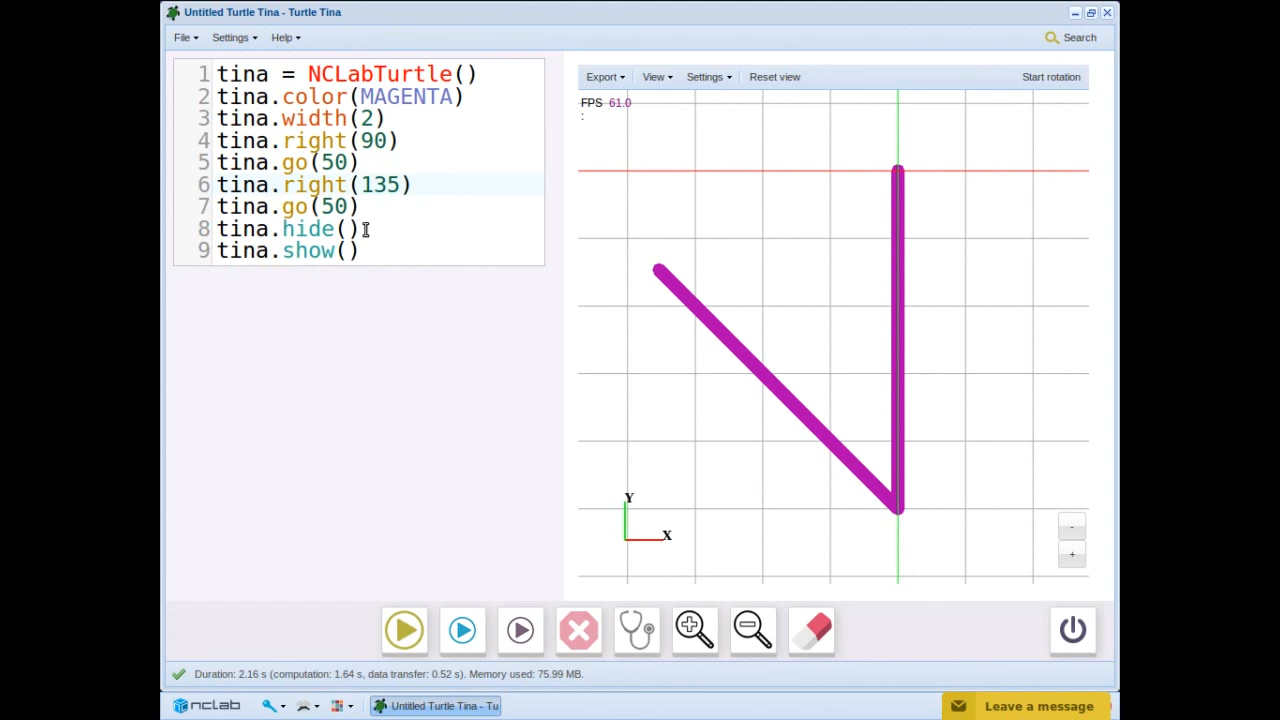 Untitled Turtle Tina - Turtle Tina
File Settings Help Search
1 tina = NCLabTurtle()
2 tina.color(MAGENTA)
3 tina.width(2)
4 tina.right(90)
5 tina.go(50)
6 tina.right(135)
7 tina.go(50)
8 tina.hide()
9 tina.show()
Export View Settings Reset view Start rotation
FPS 61.0
:
Y
X
-
+
Duration: 2.16 s (computation: 1.64 s, data transfer: 0.52 s). Memory used: 75.99 MB.
nclab Untitled Turtle Tina - Tu Leave a message